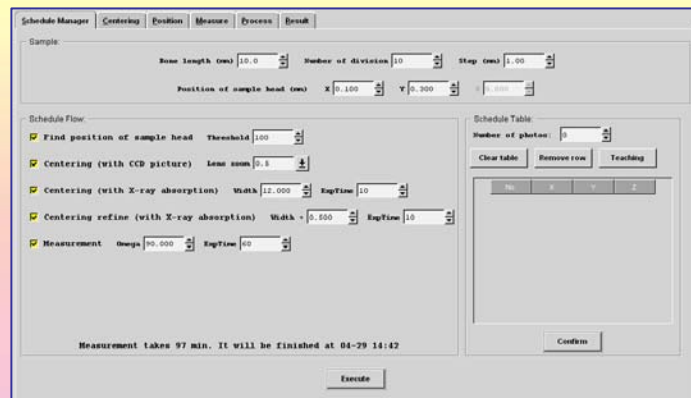 Schedule Manager Centering Position Measure Process Result
Sample:
Bone length (mm) 10.0 Number of division 10 Step (mm) 1.00
Position of sample head (mm) X 0.100 Y 0.300 0.000
Schedule Flow:
Find position of sample head Threshold 100
Centering (with CCD picture) Lens zoom 0.5
Centering (with X-ray absorption) Width 12.000 ExpTime 10
Centering refine (with X-ray absorption) Width + 0.500 ExpTime 10
Measurement Omega 90.000 ExpTime 60
Measurement takes 97 min. It will be finished at 04-29 14:42
Schedule Table:
Number of photos: 0
Clear table Remove row Teaching
No X Y Z
Confirm
Execute